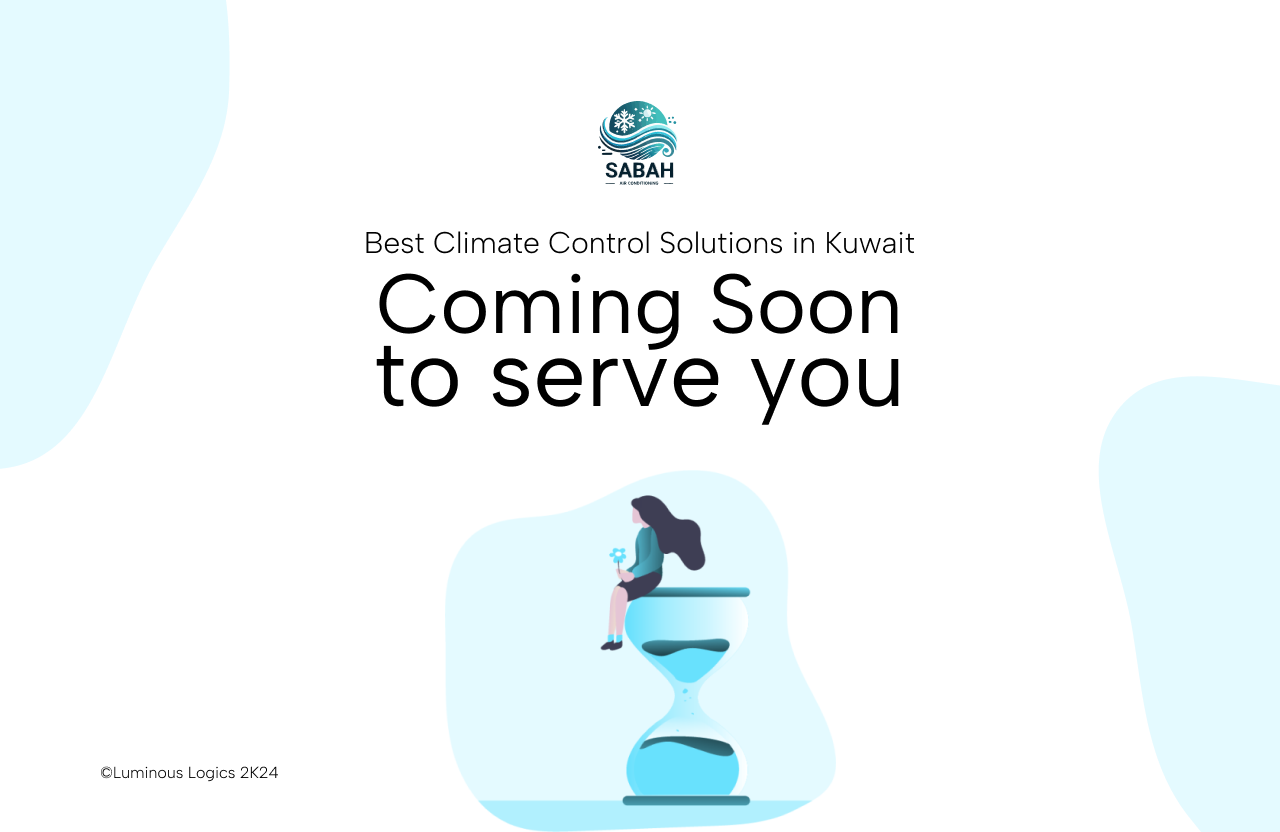 SABAH
AIR CONDITIONING
Best Climate Control Solutions in Kuwait
Coming Soon
to serve you
©Luminous Logics 2K24